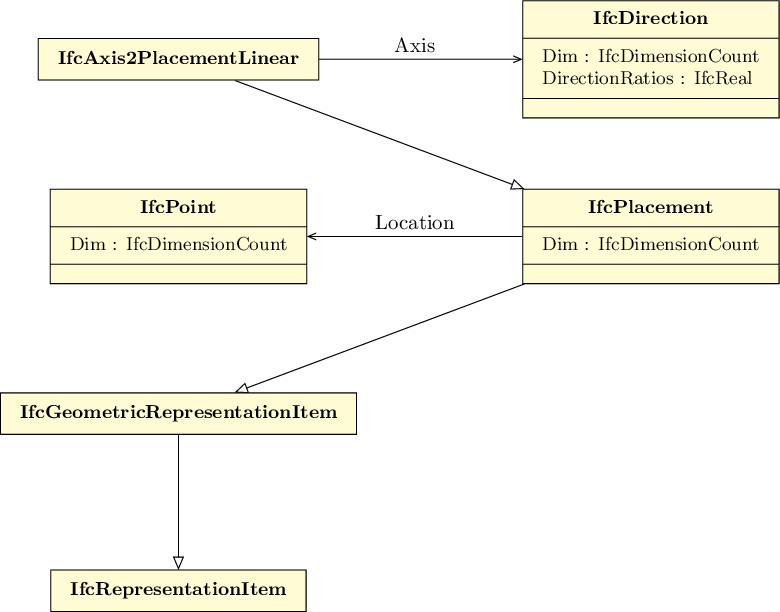 IfcAxis2PlacementLinear
Axis
IfcDirection
Dim : IfcDimensionCount
DirectionRatios : IfcReal
IfcPoint
Dim : IfcDimensionCount
Location
IfcPlacement
Dim : IfcDimensionCount
IfcGeometricRepresentationItem
IfcRepresentationItem